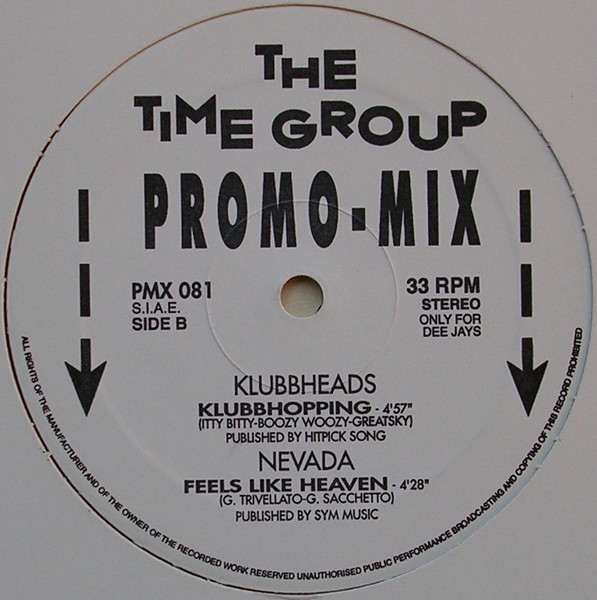 THE
TIME GROUP
PROMO-MIX
PMX 081
S.I.A.E.
SIDE B
33 RPM
STEREO
ONLY FOR
DEE JAYS
KLUBBHEADS
KLUBBHOPPING - 4'57"
(ITTY BITTY-BOOZY WOOZY-GREATSKY)
PUBLISHED BY HITPICK SONG
NEVADA
FEELS LIKE HEAVEN - 4'28"
(G. TRIVELLATO-G. SACCHETTO)
PUBLISHED BY SYM MUSIC
ALL RIGHTS OF THE MANUFACTURER AND OF THE OWNER OF THE RECORDED WORK RESERVED UNAUTHORISED PUBLIC PERFORMANCE BROADCASTING AND COPYING OF THIS RECORD PROHIBITED